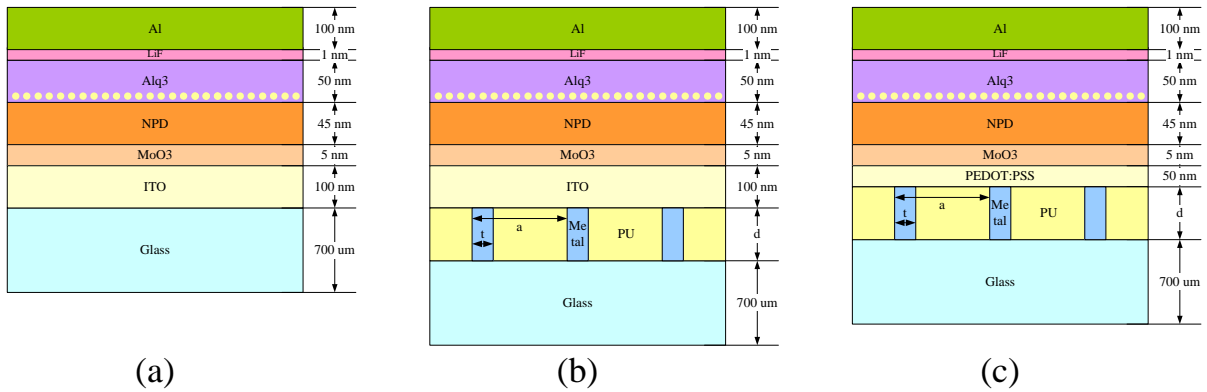 Al
100 nm
LiF
1 nm
Alq3
50 nm
NPD
45 nm
MoO3
5 nm
ITO
100 nm
Glass
700 um
(a)
Al
100 nm
LiF
1 nm
Alq3
50 nm
NPD
45 nm
MoO3
5 nm
ITO
100 nm
t
a
Me
tal
PU
d
Glass
700 um
(b)
Al
100 nm
LiF
1 nm
Alq3
50 nm
NPD
45 nm
MoO3
5 nm
PEDOT:PSS
50 nm
t
a
Me
tal
PU
d
Glass
700 um
(c)